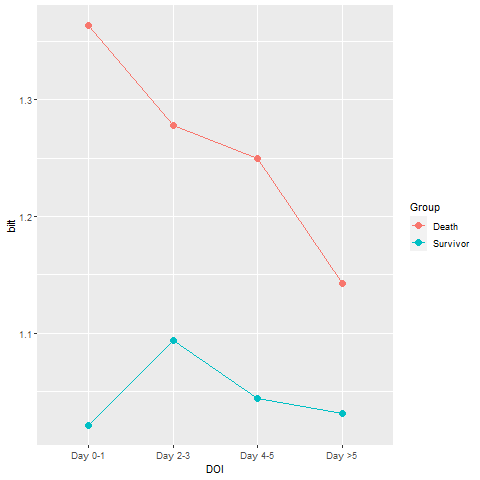 1.3
1.2
1.1
bilt
Day 0-1 Day 2-3 Day 4-5 Day >5
DOI
Group
Death
Survivor